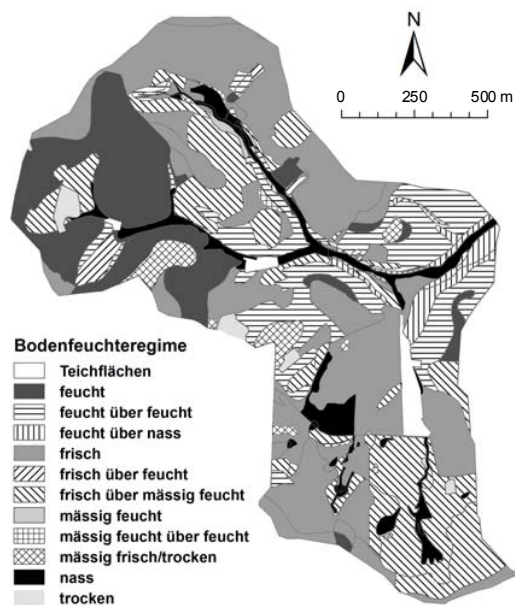 N
0 250 500 m
Bodenfeuchteregime
Teichflächen
feucht
feucht über feucht
feucht über nass
frisch
frisch über feucht
frisch über mässig feucht
mässig feucht
mässig feucht über feucht
mässig frisch/trocken
nass
trocken